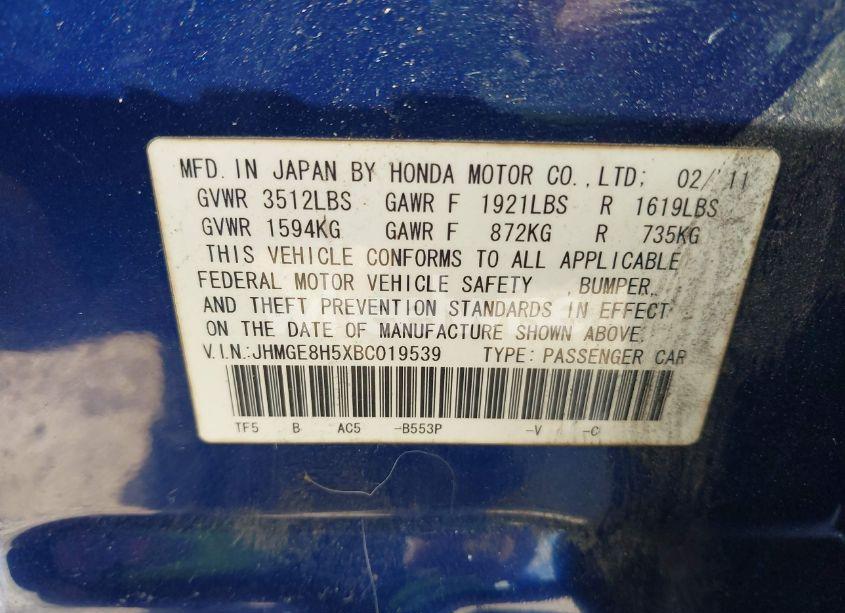 MFD. IN JAPAN BY HONDA MOTOR CO.,LTD; 02/'11
GVWR 3512LBS GAWR F 1921LBS R 1619LBS
GVWR 1594KG GAWR F 872KG R 735KG
THIS VEHICLE CONFORMS TO ALL APPLICABLE
FEDERAL MOTOR VEHICLE SAFETY ,BUMPER,
AND THEFT PREVENTION STANDARDS IN EFFECT
ON THE DATE OF MANUFACTURE SHOWN ABOVE.
V.I.N.:JHMGE8H5XBC019539 TYPE:PASSENGER CAR
TF5 B AC5 -B553P -V -C